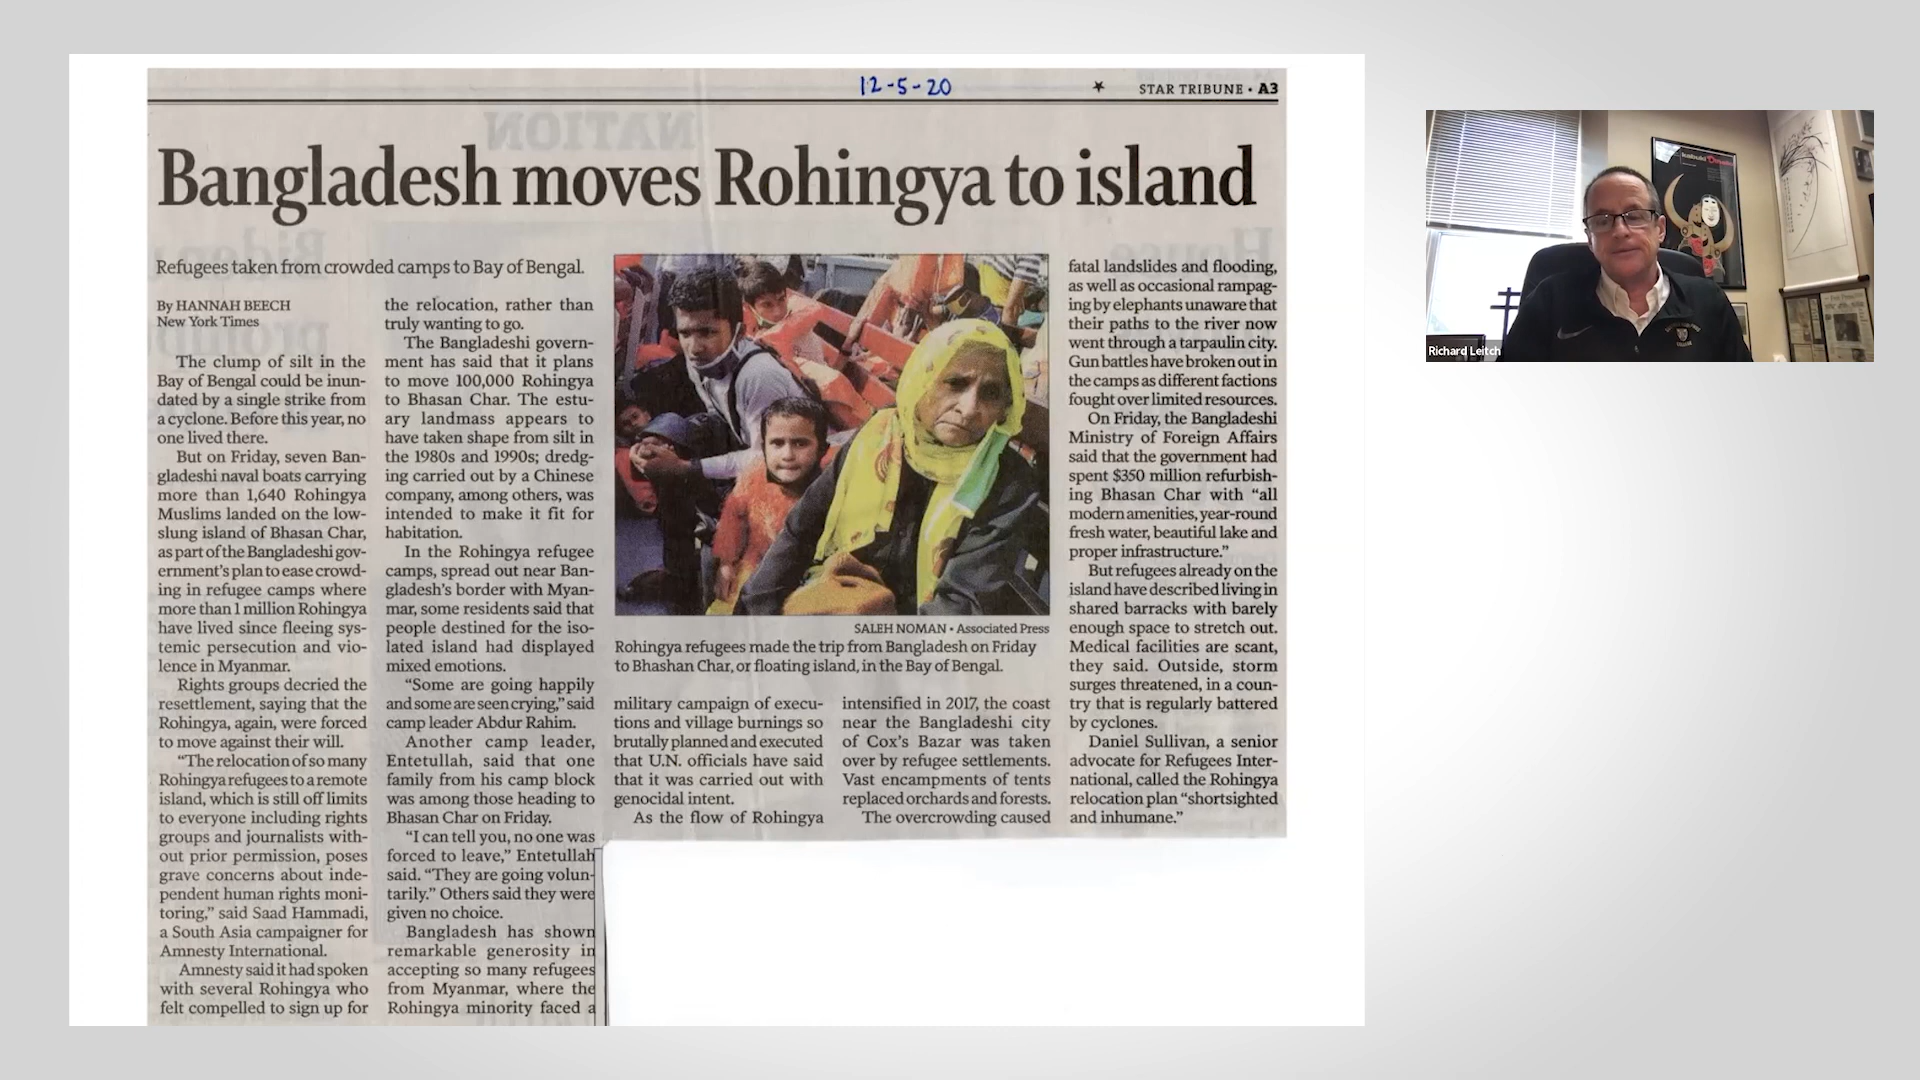 12-5-20
★ STAR TRIBUNE • A3
Bangladesh moves Rohingya to island
Refugees taken from crowded camps to Bay of Bengal.
By HANNAH BEECH
New York Times
The clump of silt in the
Bay of Bengal could be inun-
dated by a single strike from
a cyclone. Before this year, no
one lived there.
But on Friday, seven Ban-
gladeshi naval boats carrying
more than 1,640 Rohingya
Muslims landed on the low-
slung island of Bhasan Char,
as part of the Bangladeshi gov-
ernment's plan to ease crowd-
ing in refugee camps where
more than 1 million Rohingya
have lived since fleeing sys-
temic persecution and vio-
lence in Myanmar.
Rights groups decried the
resettlement, saying that the
Rohingya, again, were forced
to move against their will.
"The relocation of so many
Rohingya refugees to a remote
island, which is still off limits
to everyone including rights
groups and journalists with-
out prior permission, poses
grave concerns about inde-
pendent human rights moni-
toring," said Saad Hammadi,
a South Asia campaigner for
Amnesty International.
Amnesty said it had spoken
with several Rohingya who
felt compelled to sign up for
the relocation, rather than
truly wanting to go.
The Bangladeshi govern-
ment has said that it plans
to move 100,000 Rohingya
to Bhasan Char. The estu-
ary landmass appears to
have taken shape from silt in
the 1980s and 1990s; dredg-
ing carried out by a Chinese
company, among others, was
intended to make it fit for
habitation.
In the Rohingya refugee
camps, spread out near Ban-
gladesh's border with Myan-
mar, some residents said that
people destined for the iso-
lated island had displayed
mixed emotions.
"Some are going happily
and some are seen crying," said
camp leader Abdur Rahim.
Another camp leader,
Entetullah, said that one
family from his camp block
was among those heading to
Bhasan Char on Friday.
"I can tell you, no one was
forced to leave," Entetullah
said. "They are going volun-
tarily." Others said they were
given no choice.
Bangladesh has shown
remarkable generosity in
accepting so many refugees
from Myanmar, where the
Rohingya minority faced a
SALEH NOMAN • Associated Press
Rohingya refugees made the trip from Bangladesh on Friday
to Bhashan Char, or floating island, in the Bay of Bengal.
military campaign of execu-
tions and village burnings so
brutally planned and executed
that U.N. officials have said
that it was carried out with
genocidal intent.
As the flow of Rohingya
intensified in 2017, the coast
near the Bangladeshi city
of Cox's Bazar was taken
over by refugee settlements.
Vast encampments of tents
replaced orchards and forests.
The overcrowding caused
fatal landslides and flooding,
as well as occasional rampag-
ing by elephants unaware that
their paths to the river now
went through a tarpaulin city.
Gun battles have broken out in
the camps as different factions
fought over limited resources.
On Friday, the Bangladeshi
Ministry of Foreign Affairs
said that the government had
spent $350 million refurbish-
ing Bhasan Char with "all
modern amenities, year-round
fresh water, beautiful lake and
proper infrastructure."
But refugees already on the
island have described living in
shared barracks with barely
enough space to stretch out.
Medical facilities are scant,
they said. Outside, storm
surges threatened, in a coun-
try that is regularly battered
by cyclones.
Daniel Sullivan, a senior
advocate for Refugees Inter-
national, called the Rohingya
relocation plan "shortsighted
and inhumane."
Richard Leitch